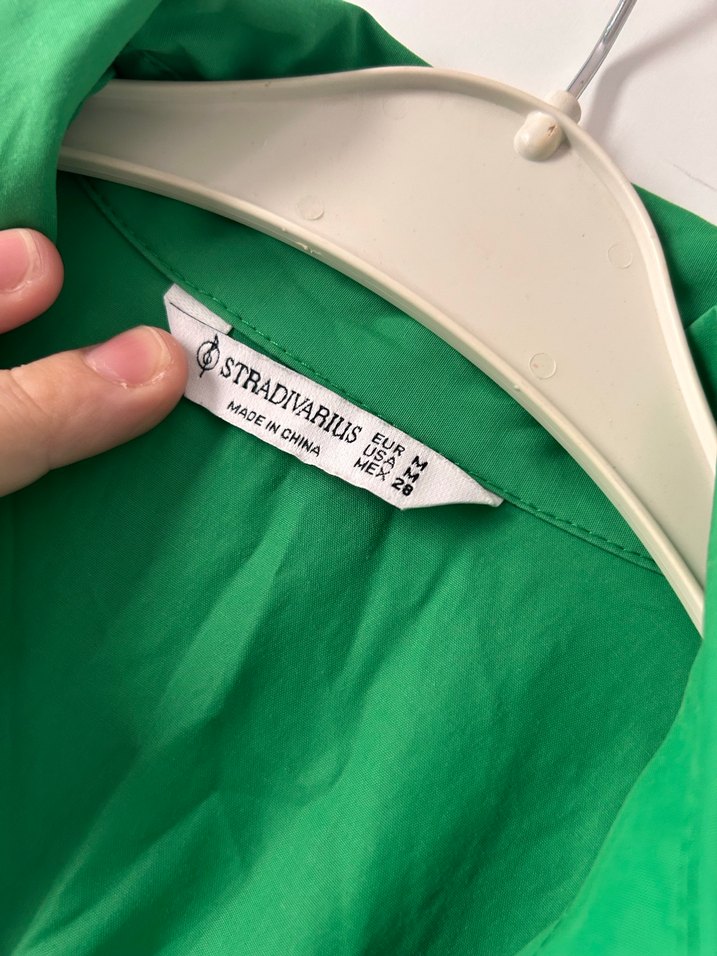 STRADIVARIUS
MADE IN CHINA
EUR M
USA M
MEX 28